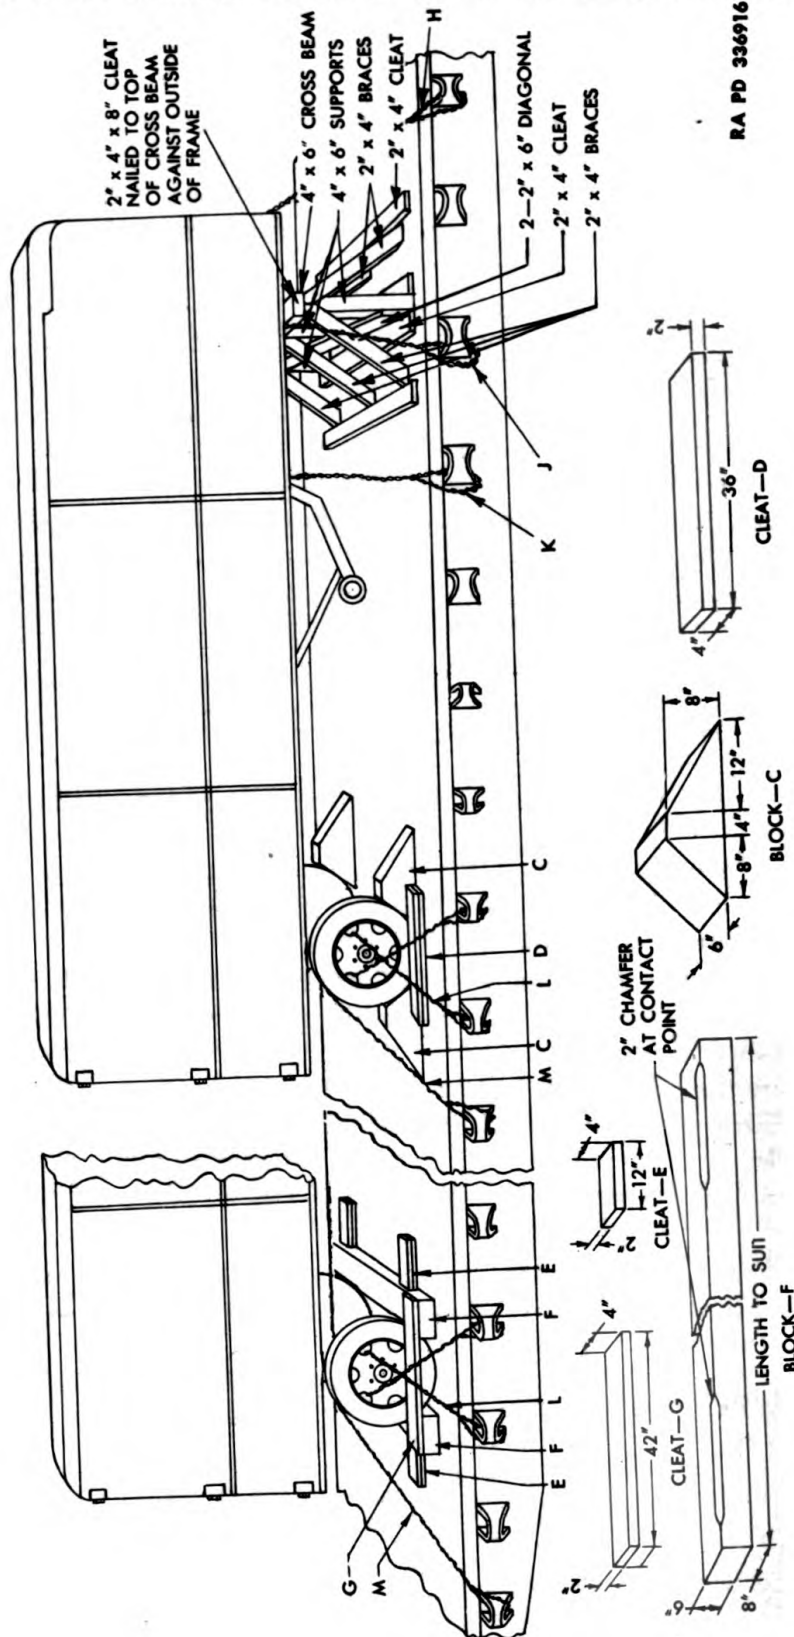 2" x 4" x 8" CLEAT
NAILED TO TOP
OF CROSS BEAM
AGAINST OUTSIDE
OF FRAME
4" x 6" CROSS BEAM
4" x 6" SUPPORTS
2" x 4" BRACES
2" x 4" CLEAT
H
2—2" x 6" DIAGONAL
2" x 4" CLEAT
2" x 4" BRACES
J
K
C
D
L
C
M
E
F
L
F
E
G
M
2"
36"
4"
CLEAT—D
8"
12"
4"
8"
6"
BLOCK—C
2" CHAMFER
AT CONTACT
POINT
4"
12"
2"
CLEAT—E
4"
42"
2"
CLEAT—G
LENGTH TO SUIT
6"
8"
BLOCK—F
RA PD 336916